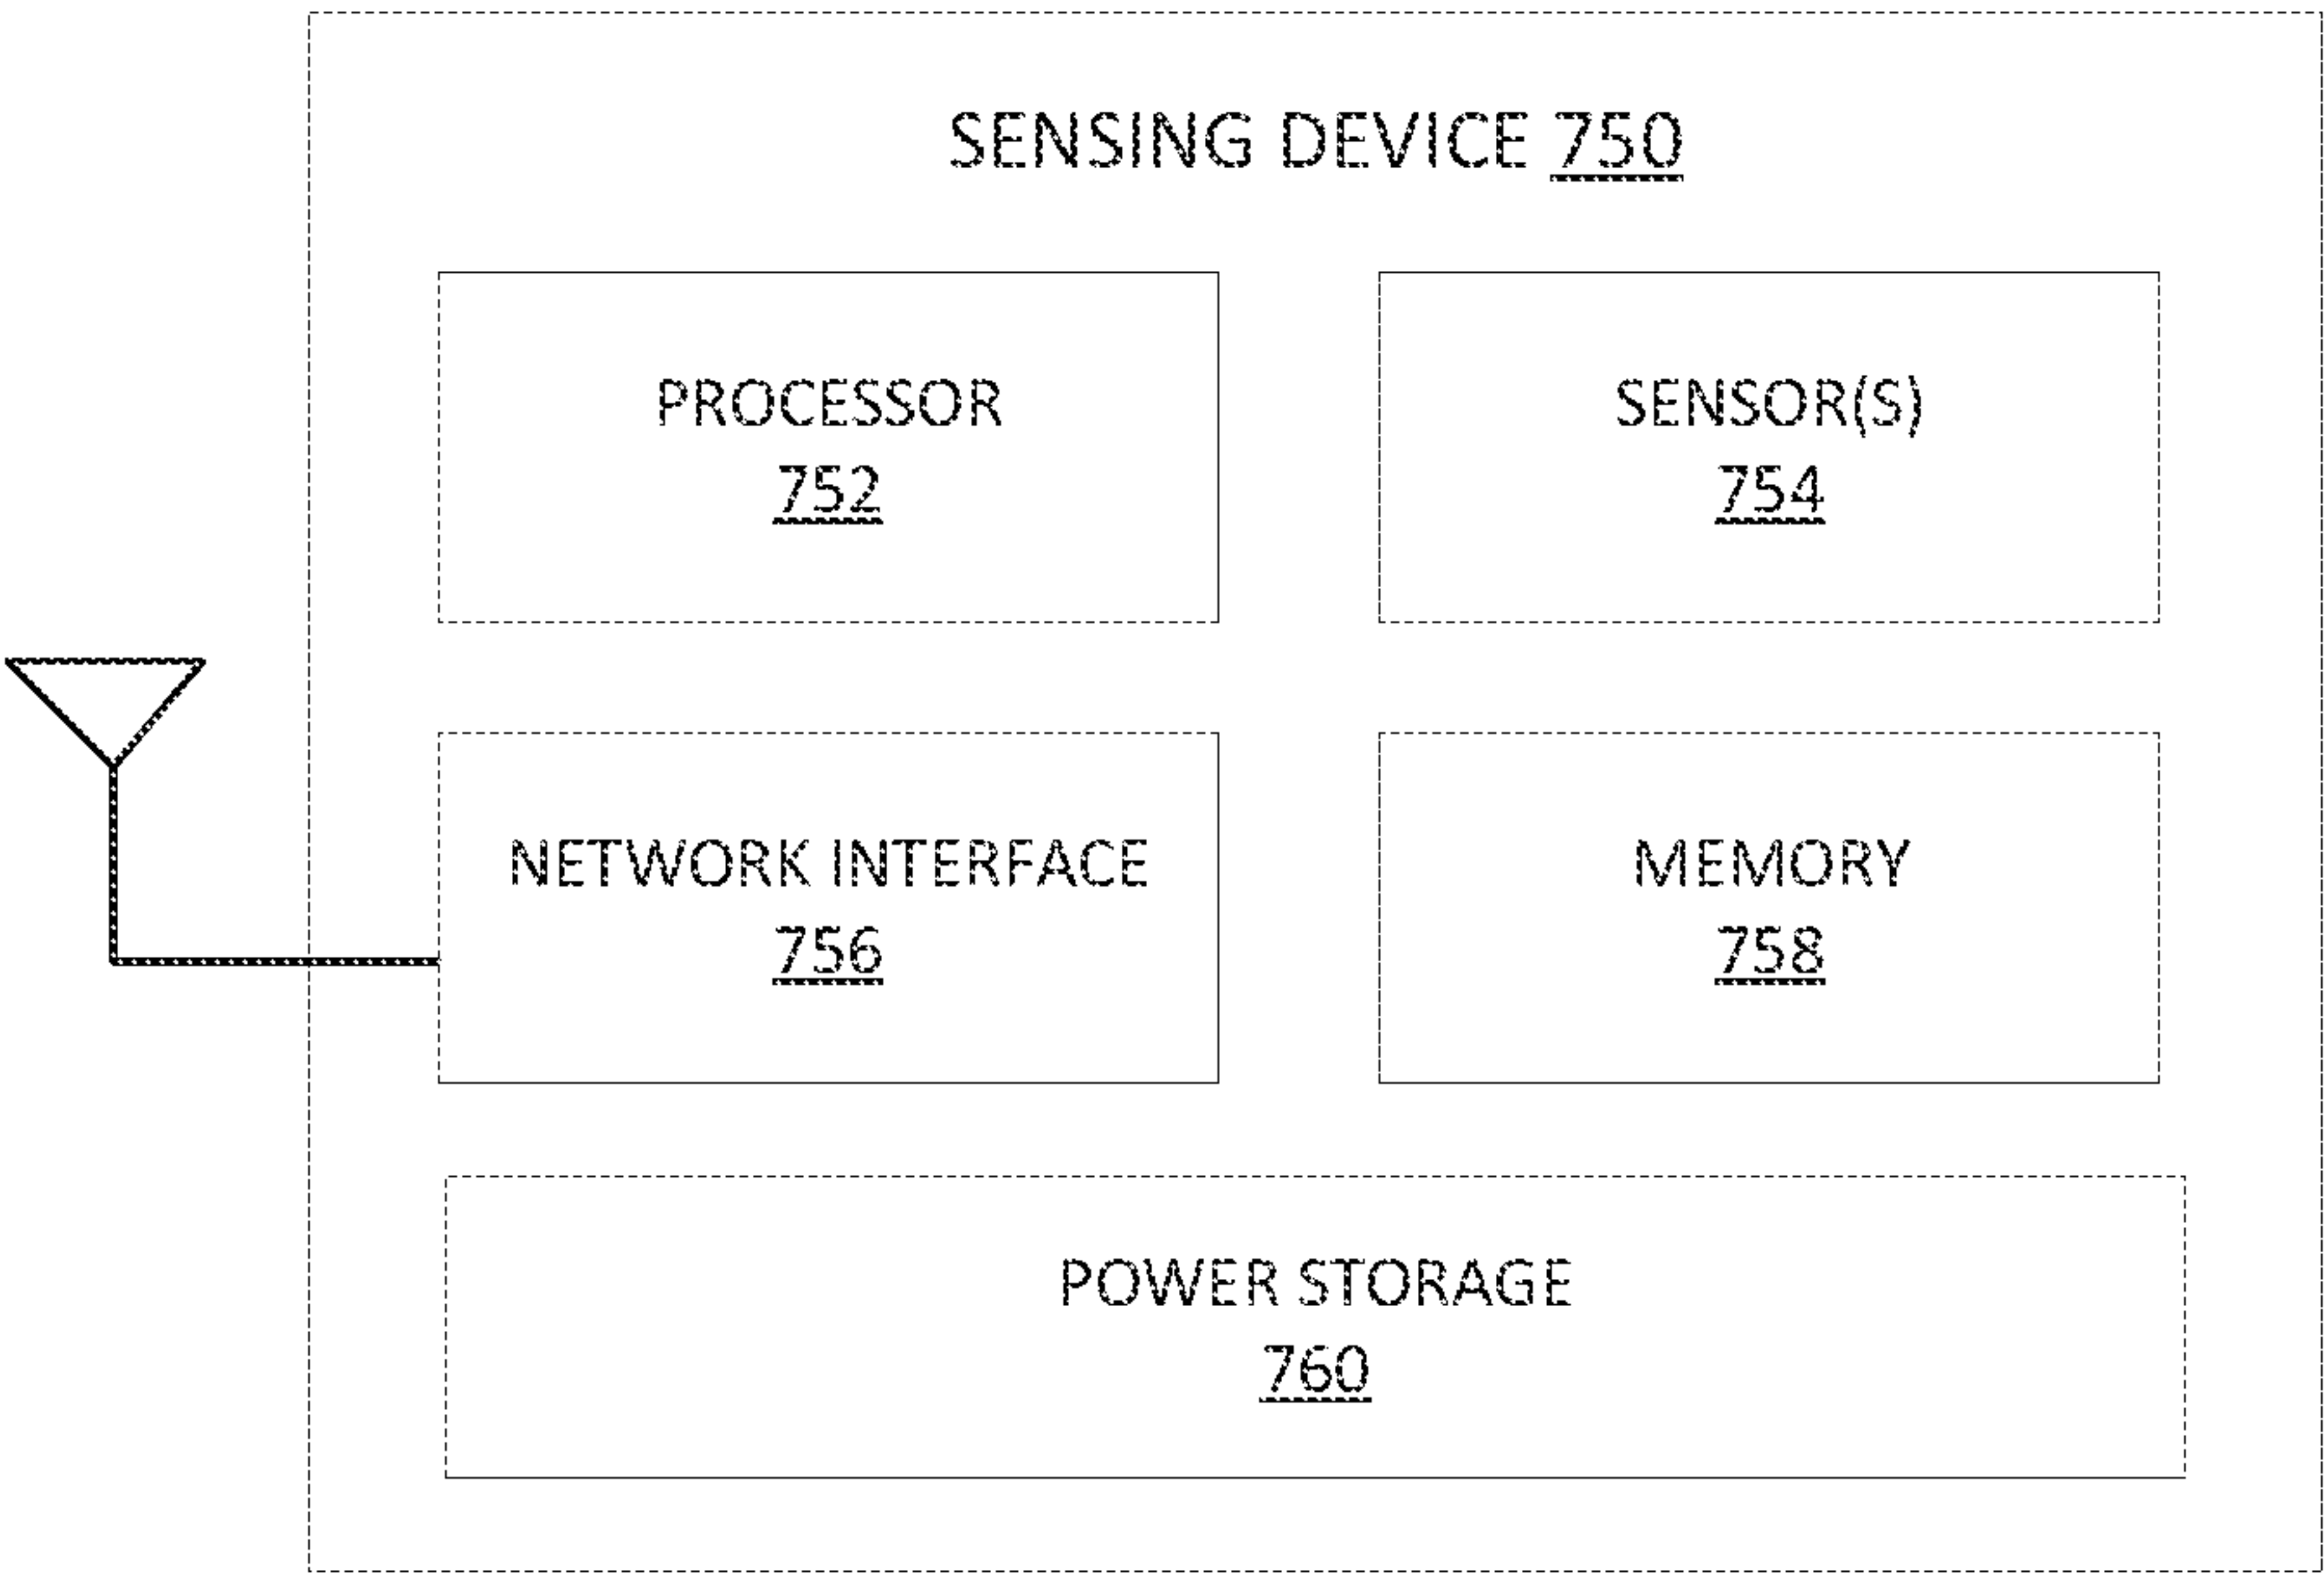 SENSING DEVICE 750
PROCESSOR
752
SENSOR(S)
754
NETWORK INTERFACE
756
MEMORY
758
POWER STORAGE
760